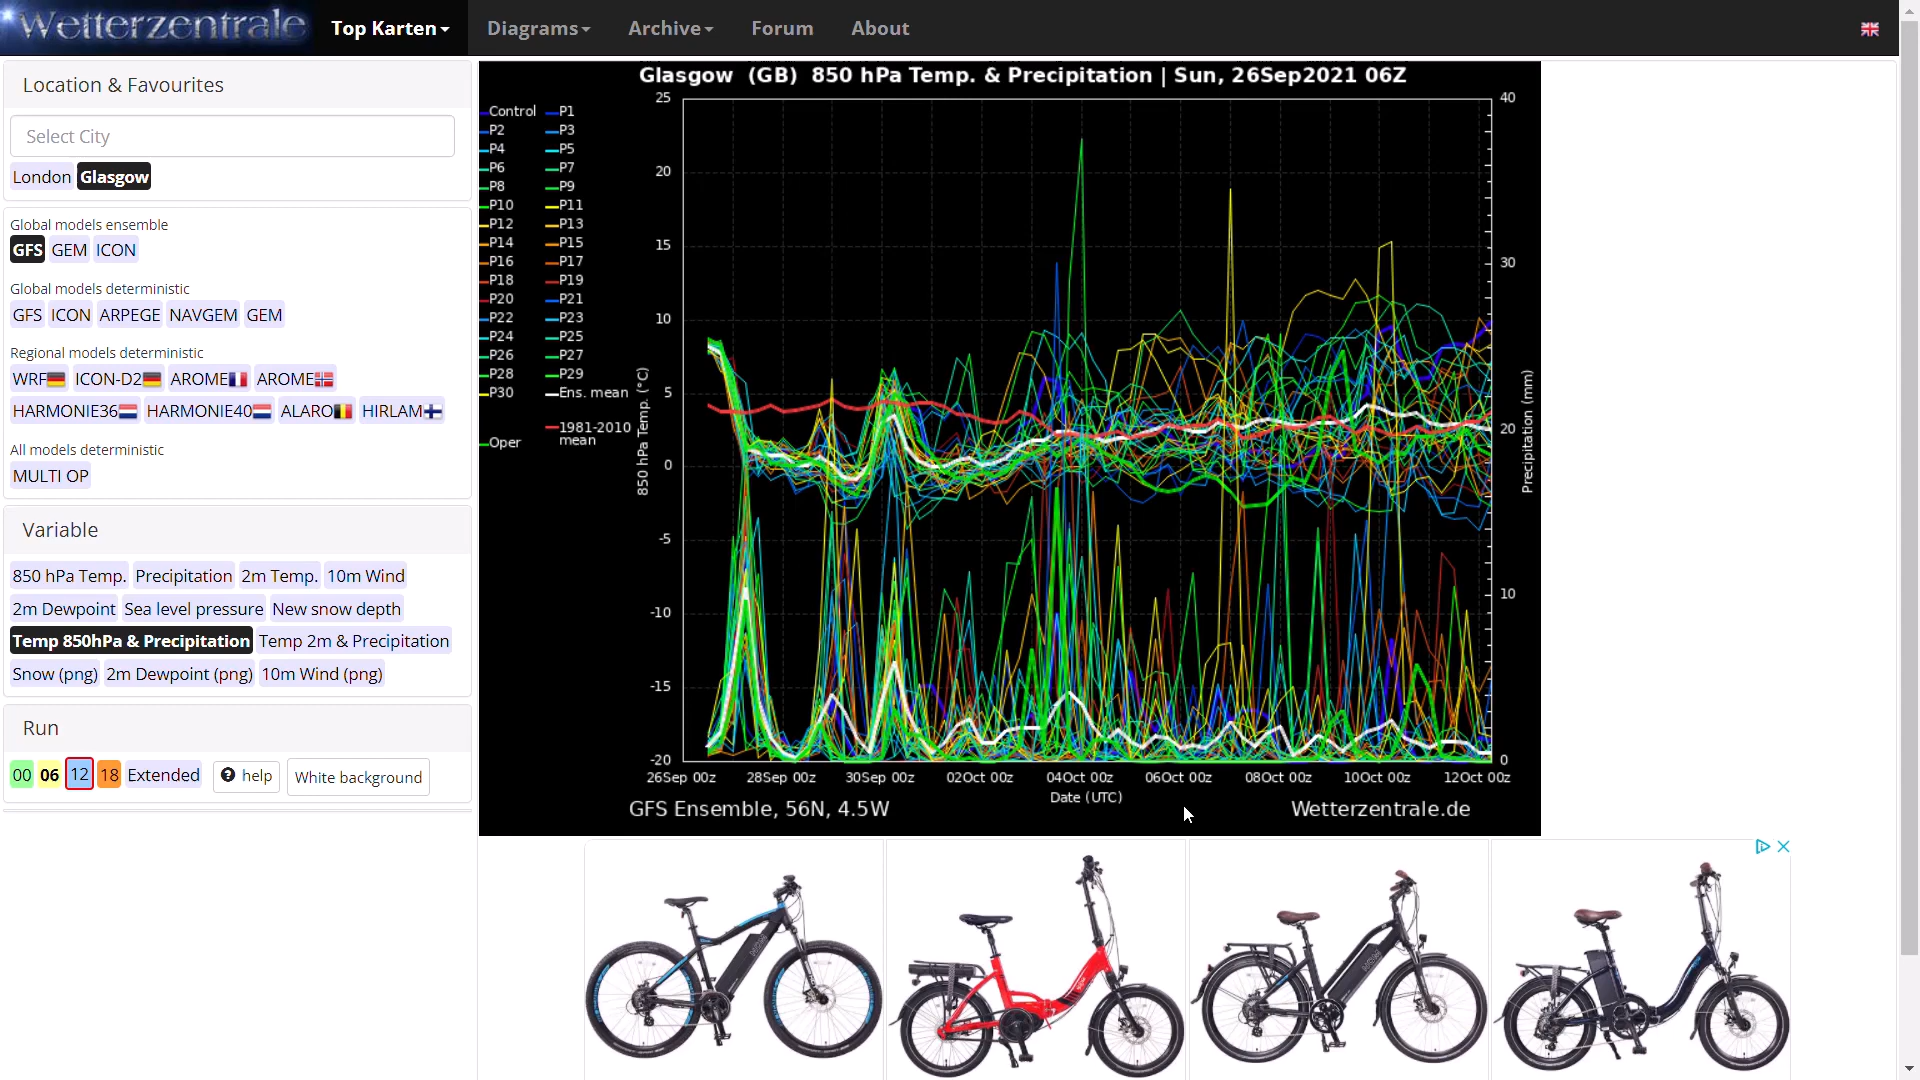 Wetterzentrale
Top Karten
Diagrams
Archive
Forum
About
Location & Favourites
Select City
London Glasgow
Global models ensemble
GFS GEM ICON
Global models deterministic
GFS ICON ARPEGE NAVGEM GEM
Regional models deterministic
WRF ICON-D2 AROME AROME
HARMONIE36 HARMONIE40 ALARO HIRLAM
All models deterministic
MULTI OP
Variable
850 hPa Temp. Precipitation 2m Temp. 10m Wind
2m Dewpoint Sea level pressure New snow depth
Temp 850hPa & Precipitation Temp 2m & Precipitation
Snow (png) 2m Dewpoint (png) 10m Wind (png)
Run
00 06 12 18 Extended help White background
Glasgow (GB) 850 hPa Temp. & Precipitation | Sun, 26Sep2021 06Z
Control P1
P2 P3
P4 P5
P6 P7
P8 P9
P10 P11
P12 P13
P14 P15
P16 P17
P18 P19
P20 P21
P22 P23
P24 P25
P26 P27
P28 P29
P30 Ens. mean
Oper 1981-2010
mean
850 hPa Temp. (°C)
25
20
15
10
5
0
-5
-10
-15
-20
40
30
20
10
0
Precipitation (mm)
26Sep 00z 28Sep 00z 30Sep 00z 02Oct 00z 04Oct 00z 06Oct 00z 08Oct 00z 10Oct 00z 12Oct 00z
Date (UTC)
GFS Ensemble, 56N, 4.5W
Wetterzentrale.de